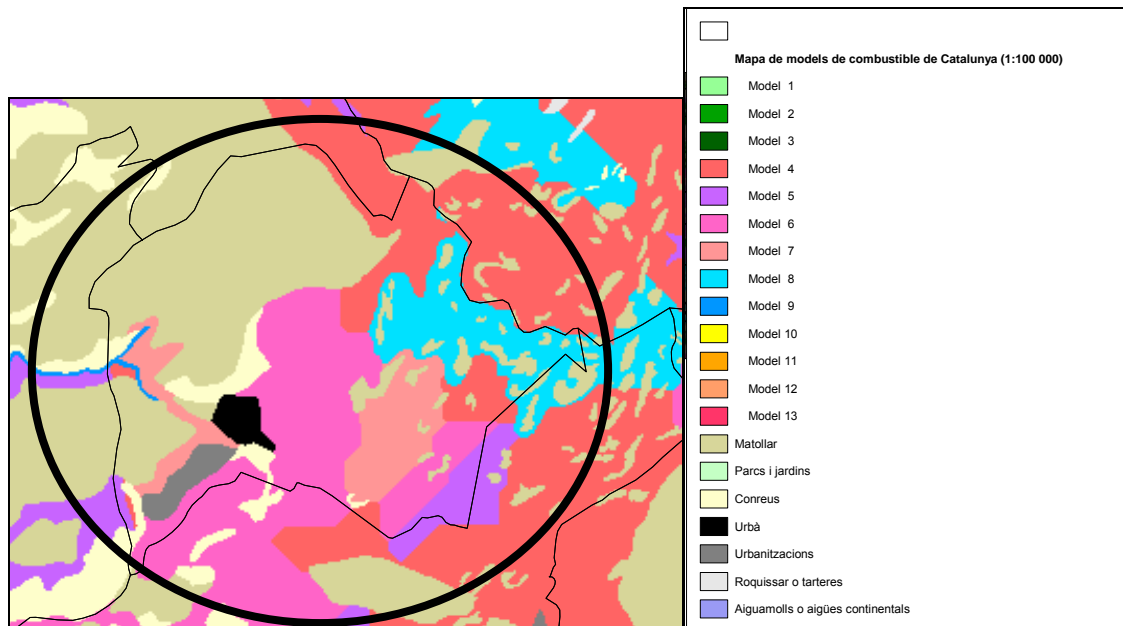 Mapa de models de combustible de Catalunya (1:100 000)
Model 1
Model 2
Model 3
Model 4
Model 5
Model 6
Model 7
Model 8
Model 9
Model 10
Model 11
Model 12
Model 13
Matollar
Parcs i jardins
Conreus
Urbà
Urbanitzacions
Roquissar o tarteres
Aiguamolls o aigües continentals